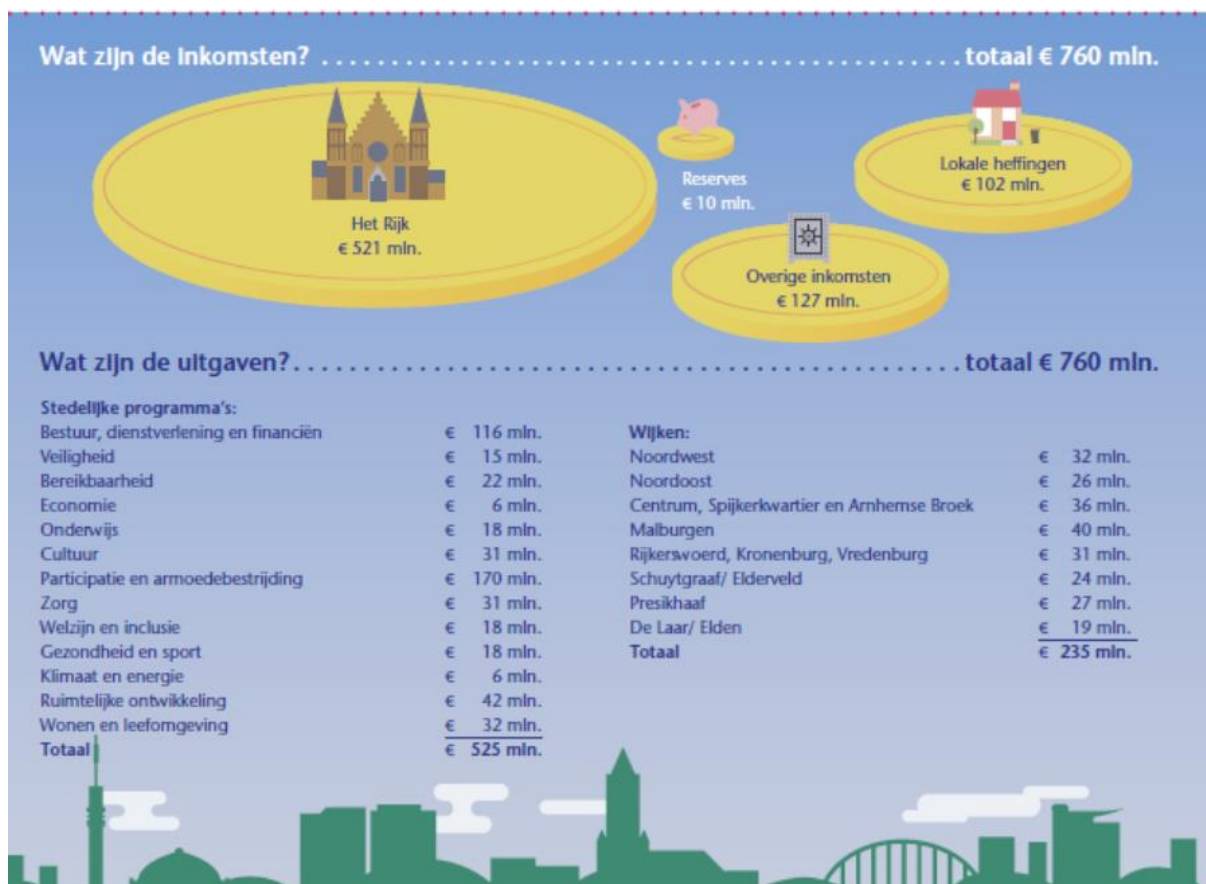 Wat zijn de inkomsten? totaal € 760 mln.
Het Rijk
€ 521 mln.
Reserves
€ 10 mln.
Lokale heffingen
€ 102 mln.
Overige inkomsten
€ 127 mln.
Wat zijn de uitgaven? totaal € 760 mln.
Stedelijke programma's:
Bestuur, dienstverlening en financiën € 116 mln.
Veiligheid € 15 mln.
Bereikbaarheid € 22 mln.
Economie € 6 mln.
Onderwijs € 18 mln.
Cultuur € 31 mln.
Participatie en armoedebestrijding € 170 mln.
Zorg € 31 mln.
Welzijn en inclusie € 18 mln.
Gezondheid en sport € 18 mln.
Klimaat en energie € 6 mln.
Ruimtelijke ontwikkeling € 42 mln.
Wonen en leefomgeving € 32 mln.
Totaal € 525 mln.
Wijken:
Noordwest € 32 mln.
Noordoost € 26 mln.
Centrum, Spijkerkwartier en Arnhemse Broek € 36 mln.
Malburgen € 40 mln.
Rijkerswoerd, Kronenburg, Vredenburg € 31 mln.
Schuytgraaf/ Elderveld € 24 mln.
Presikhaaf € 27 mln.
De Laar/ Elden € 19 mln.
Totaal € 235 mln.